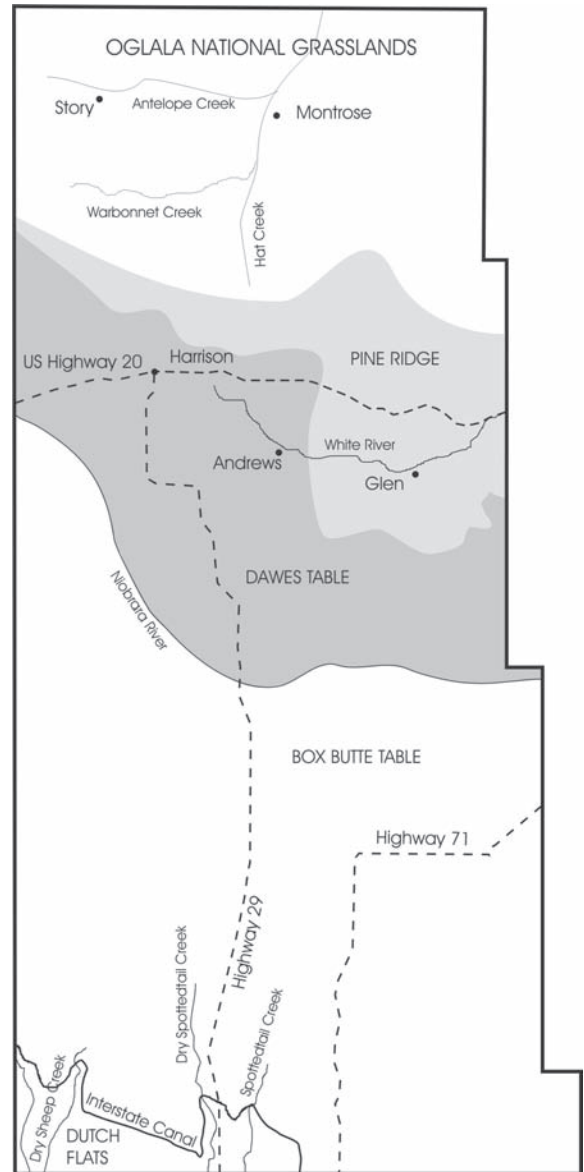 OGLALA NATIONAL GRASSLANDS
Story
Antelope Creek
Montrose
Warbonnet Creek
Hat Creek
US Highway 20
Harrison
PINE RIDGE
White River
Andrews
Glen
DAWES TABLE
Niobrara River
BOX BUTTE TABLE
Highway 71
Highway 29
Dry Spottedtail Creek
Spottedtail Creek
Dry Sheep Creek
Interstate Canal
DUTCH
FLATS